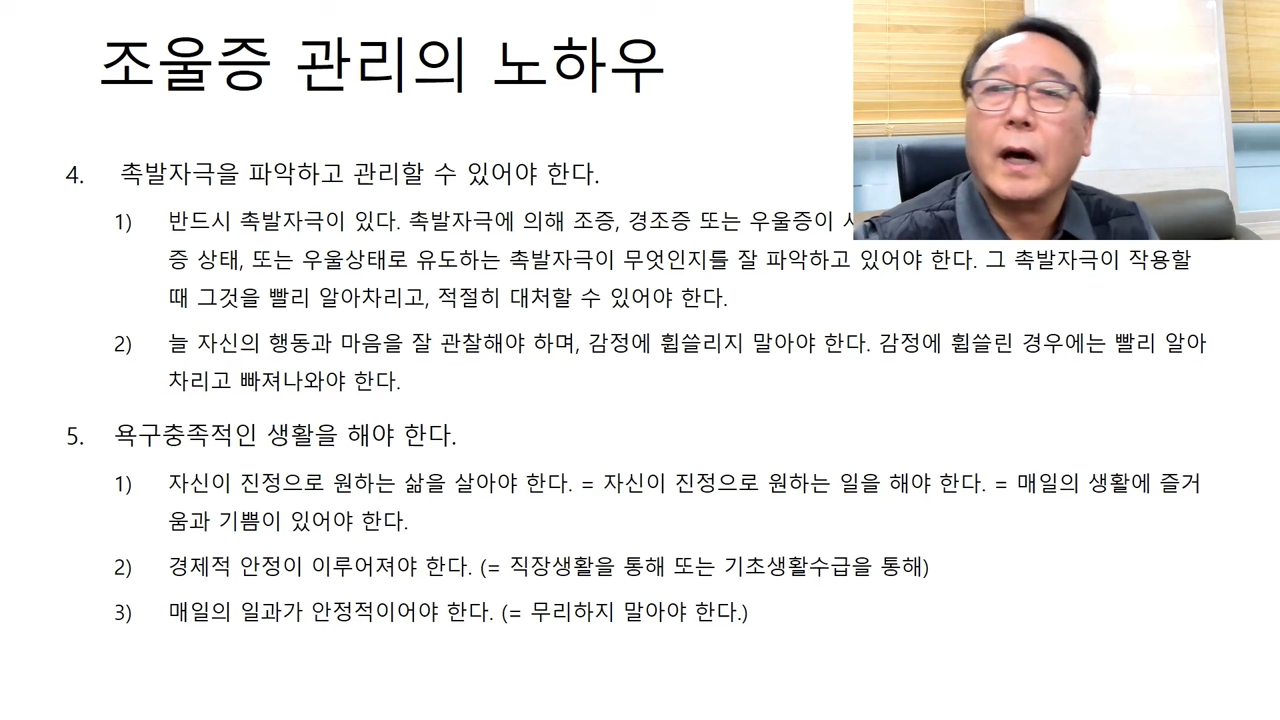 조울증 관리의 노하우
4. 촉발자극을 파악하고 관리할 수 있어야 한다.
1) 반드시 촉발자극이 있다. 촉발자극에 의해 조증, 경조증 또는 우울증이
증 상태, 또는 우울상태로 유도하는 촉발자극이 무엇인지를 잘 파악하고 있어야 한다. 그 촉발자극이 작용할
때 그것을 빨리 알아차리고, 적절히 대처할 수 있어야 한다.
2) 늘 자신의 행동과 마음을 잘 관찰해야 하며, 감정에 휩쓸리지 말아야 한다. 감정에 휩쓸린 경우에는 빨리 알아
차리고 빠져나와야 한다.
5. 욕구충족적인 생활을 해야 한다.
1) 자신이 진정으로 원하는 삶을 살아야 한다. = 자신이 진정으로 원하는 일을 해야 한다. = 매일의 생활에 즐거
움과 기쁨이 있어야 한다.
2) 경제적 안정이 이루어져야 한다. (= 직장생활을 통해 또는 기초생활수급을 통해)
3) 매일의 일과가 안정적이어야 한다. (= 무리하지 말아야 한다.)